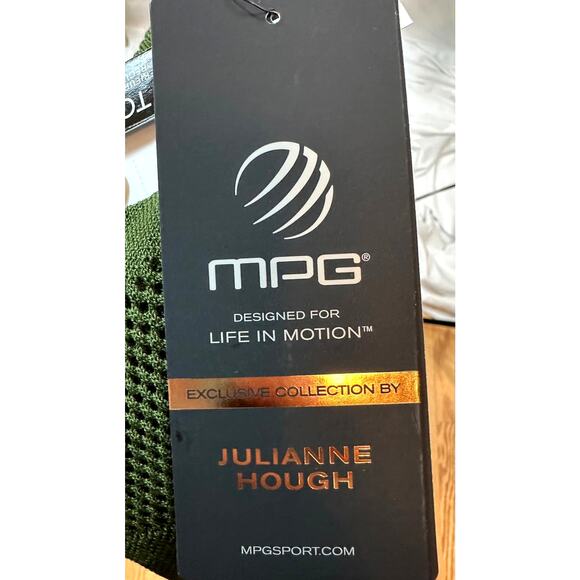 MPG®
DESIGNED FOR
LIFE IN MOTION™
EXCLUSIVE COLLECTION BY
JULIANNE
HOUGH
MPGSPORT.COM